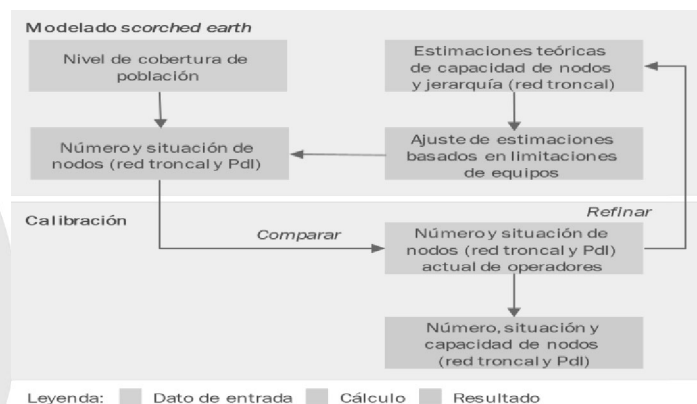 Modelado scorched earth
Nivel de cobertura de
población
Estimaciones teóricas
de capacidad de nodos
y jerarquía (red troncal)
Número y situación de
nodos (red troncal y PdI)
Ajuste de estimaciones
basados en limitaciones
de equipos
Calibración
Comparar
Refinar
Número y situación de
nodos (red troncal y PdI)
actual de operadores
Número, situación y
capacidad de nodos
(red troncal y PdI)
Leyenda: Dato de entrada Cálculo Resultado